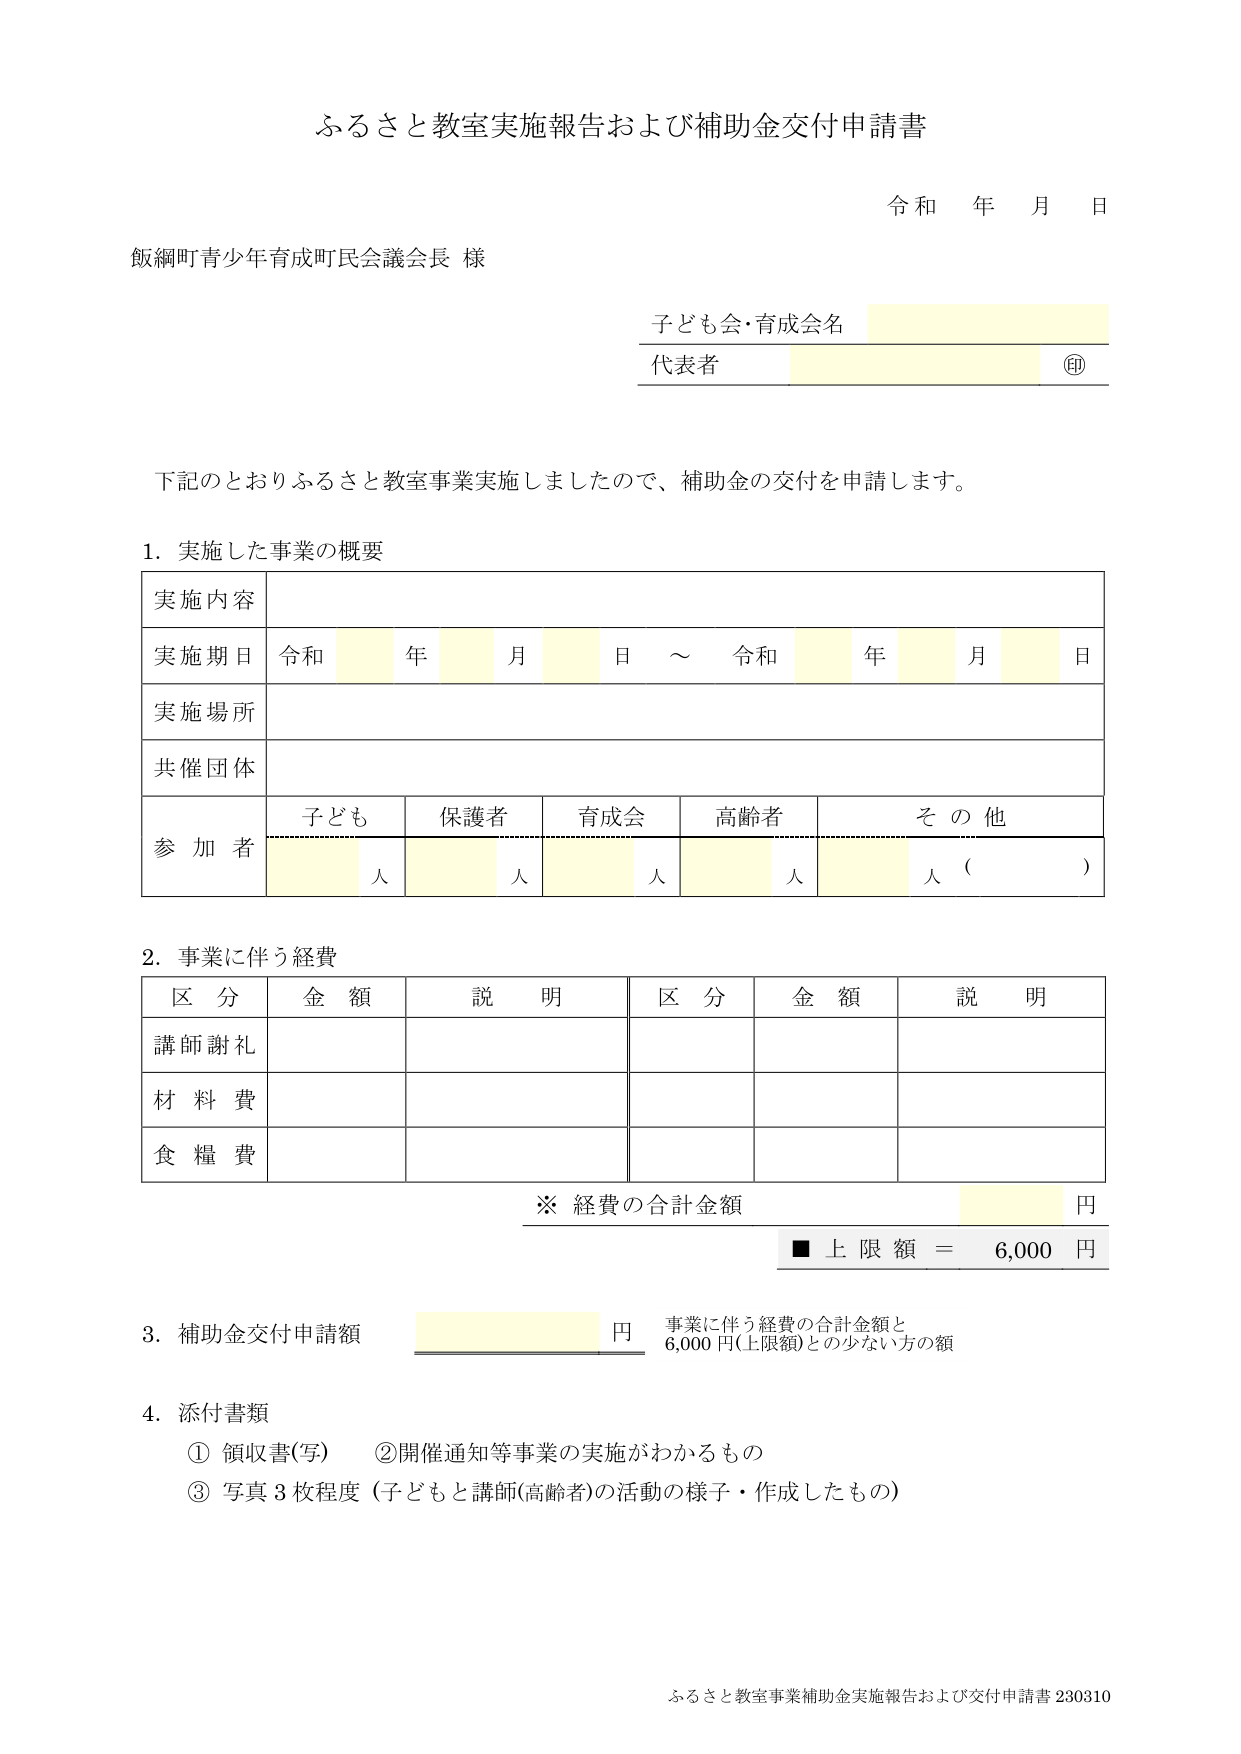 ふるさと教室実施報告および補助金交付申請書
令和 年 月 日
飯綱町青少年育成町民会議会長 様
子ども会･育成会名
代表者 ㊞
下記のとおりふるさと教室事業実施しましたので、補助金の交付を申請します。
1. 実施した事業の概要
実施内容
実施期日 令和 年 月 日 ～ 令和 年 月 日
実施場所
共催団体
参加者 子ども 保護者 育成会 高齢者 その他
人 人 人 人 人 ( )
2. 事業に伴う経費
区 分 金 額 説 明 区 分 金 額 説 明
講師謝礼
材料費
食糧費
※ 経費の合計金額 円
■ 上限額 ＝ 6,000 円
3. 補助金交付申請額 円 事業に伴う経費の合計金額と
6,000 円(上限額)との少ない方の額
4. 添付書類
① 領収書(写) ②開催通知等事業の実施がわかるもの
③ 写真 3 枚程度 (子どもと講師(高齢者)の活動の様子・作成したもの)
ふるさと教室事業補助金実施報告および交付申請書 230310